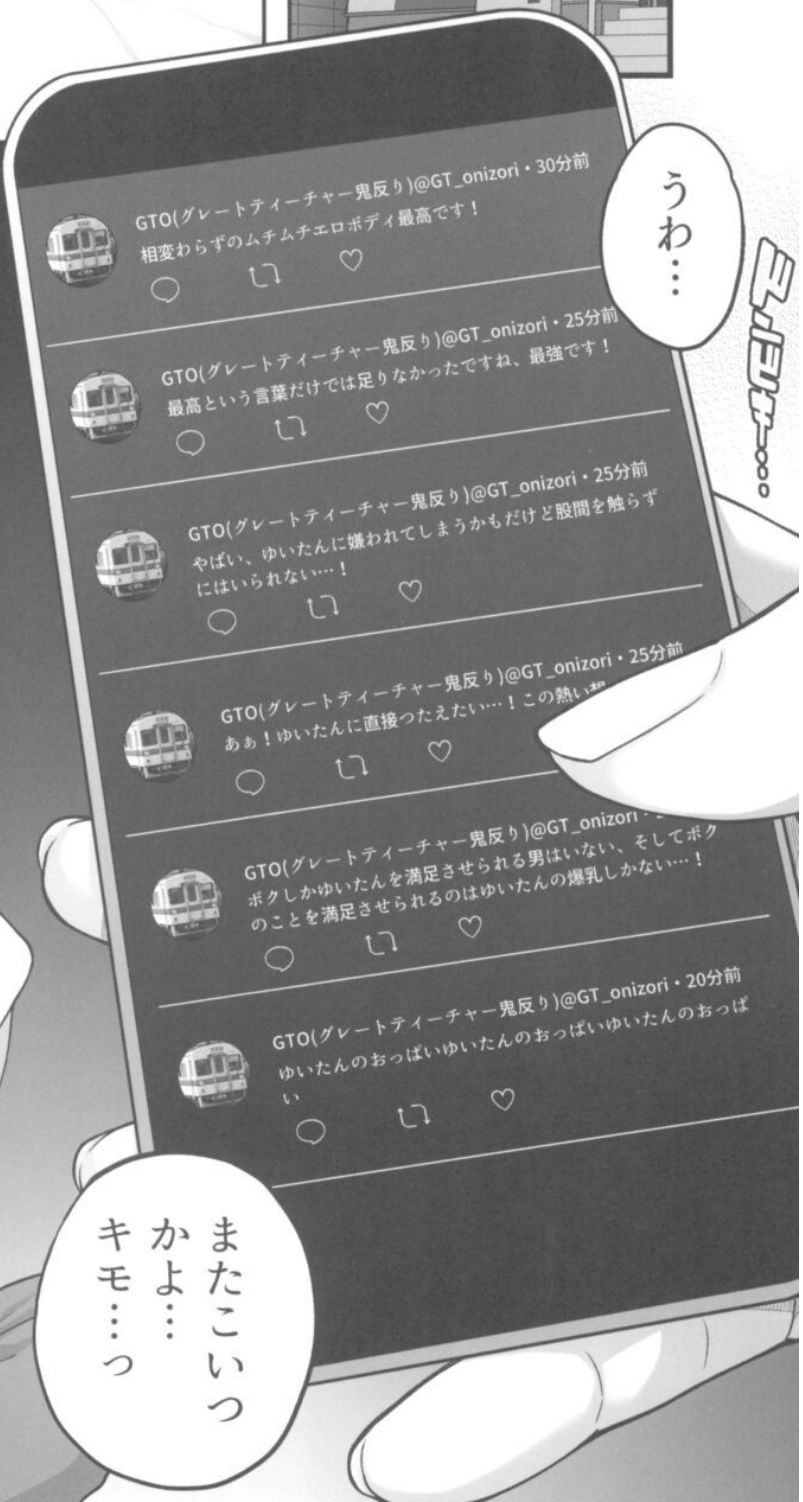 うわ…
GTO(グレートティーチャー鬼反り)@GT_onizori・30分前
相変わらずのムチムチエロボディ最高です！
GTO(グレートティーチャー鬼反り)@GT_onizori・25分前
最高という言葉だけでは足りなかったですね、最強です！
GTO(グレートティーチャー鬼反り)@GT_onizori・25分前
やばい、ゆいたんに嫌われてしまうかもだけど股間を触らず
にはいられない…！
GTO(グレートティーチャー鬼反り)@GT_onizori・25分前
あぁ！ゆいたんに直接つたえたい…！この熱い想
GTO(グレートティーチャー鬼反り)@GT_onizori・2
ボクしかゆいたんを満足させられる男はいない、そしてボク
のことを満足させられるのはゆいたんの爆乳しかない…！
GTO(グレートティーチャー鬼反り)@GT_onizori・20分前
ゆいたんのおっぱいゆいたんのおっぱいゆいたんのおっぱ
い
またこいつ
かよ…
キモ…っ